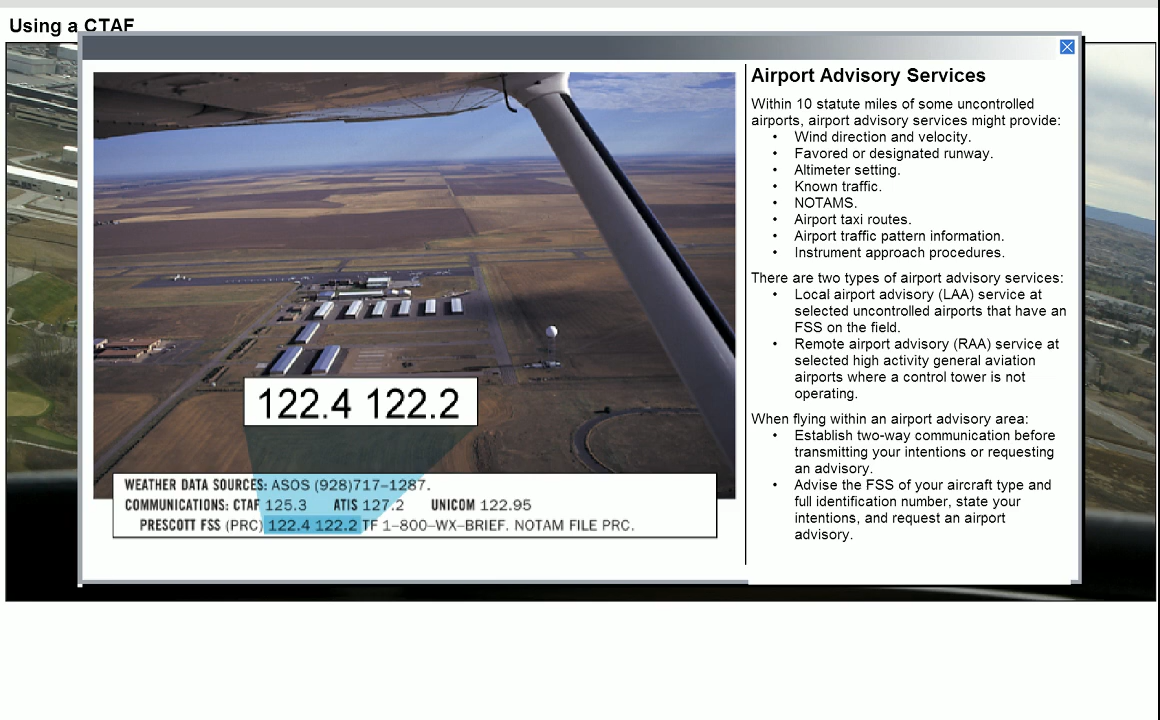 Using a CTAF
Airport Advisory Services
Within 10 statute miles of some uncontrolled
airports, airport advisory services might provide:
• Wind direction and velocity.
• Favored or designated runway.
• Altimeter setting.
• Known traffic.
• NOTAMS.
• Airport taxi routes.
• Airport traffic pattern information.
• Instrument approach procedures.
There are two types of airport advisory services:
• Local airport advisory (LAA) service at
selected uncontrolled airports that have an
FSS on the field.
• Remote airport advisory (RAA) service at
selected high activity general aviation
airports where a control tower is not
operating.
When flying within an airport advisory area:
• Establish two-way communication before
transmitting your intentions or requesting
an advisory.
• Advise the FSS of your aircraft type and
full identification number, state your
intentions, and request an airport
advisory.
122.4 122.2
WEATHER DATA SOURCES: ASOS (928)717–1287.
COMMUNICATIONS: CTAF 125.3 ATIS 127.2 UNICOM 122.95
PRESCOTT FSS (PRC) 122.4 122.2 TF 1–800–WX–BRIEF. NOTAM FILE PRC.